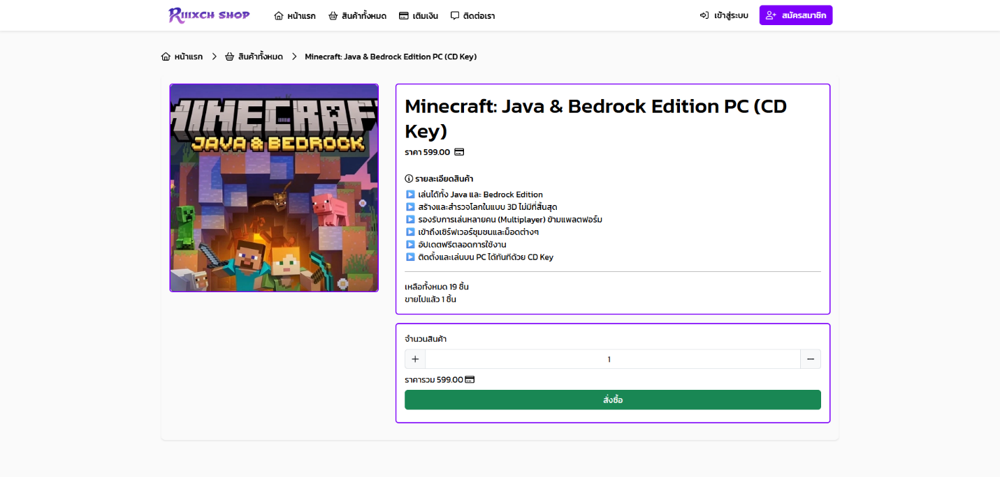 RIIIXCH SHOP
หน้าแรก
สินค้าทั้งหมด
เติมเงิน
ติดต่อเรา
เข้าสู่ระบบ
สมัครสมาชิก
หน้าแรก
สินค้าทั้งหมด
Minecraft: Java & Bedrock Edition PC (CD Key)
MINECRAF
JAVA & BEDROCK
Minecraft: Java & Bedrock Edition PC (CD
Key)
ราคา 599.00
รายละเอียดสินค้า
เล่นได้ทั้ง Java และ Bedrock Edition
สร้างและสำรวจโลกในแบบ 3D ไม่มีที่สิ้นสุด
รองรับการเล่นหลายคน (Multiplayer) ข้ามแพลตฟอร์ม
เข้าถึงเซิร์ฟเวอร์ชุมชนและม็อดต่างๆ
อัปเดตฟรีตลอดการใช้งาน
ติดตั้งและเล่นบน PC ได้ทันทีด้วย CD Key
เหลือทั้งหมด 19 ชิ้น
ขายไปแล้ว 1 ชิ้น
จำนวนสินค้า
+ 1 −
ราคารวม 599.00
สั่งซื้อ